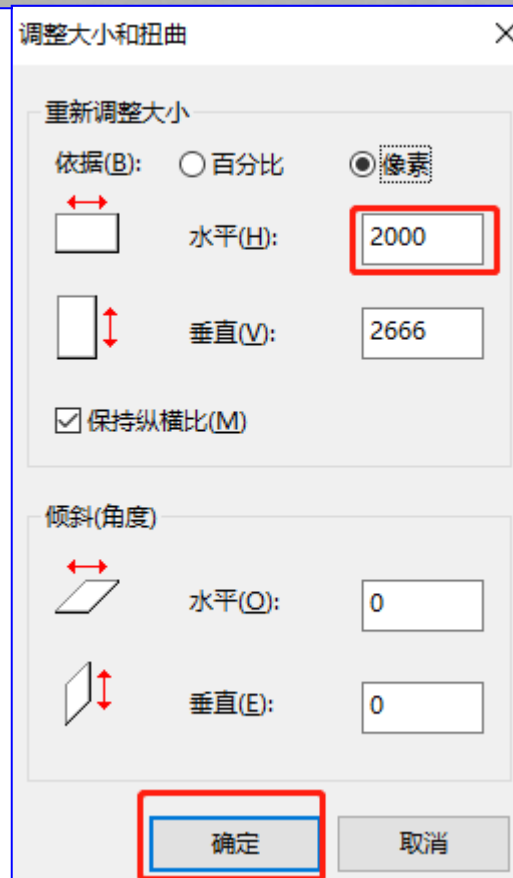 调整大小和扭曲
重新调整大小
依据(B): 百分比 像素
水平(H): 2000
垂直(V): 2666
保持纵横比(M)
倾斜(角度)
水平(O): 0
垂直(E): 0
确定 取消